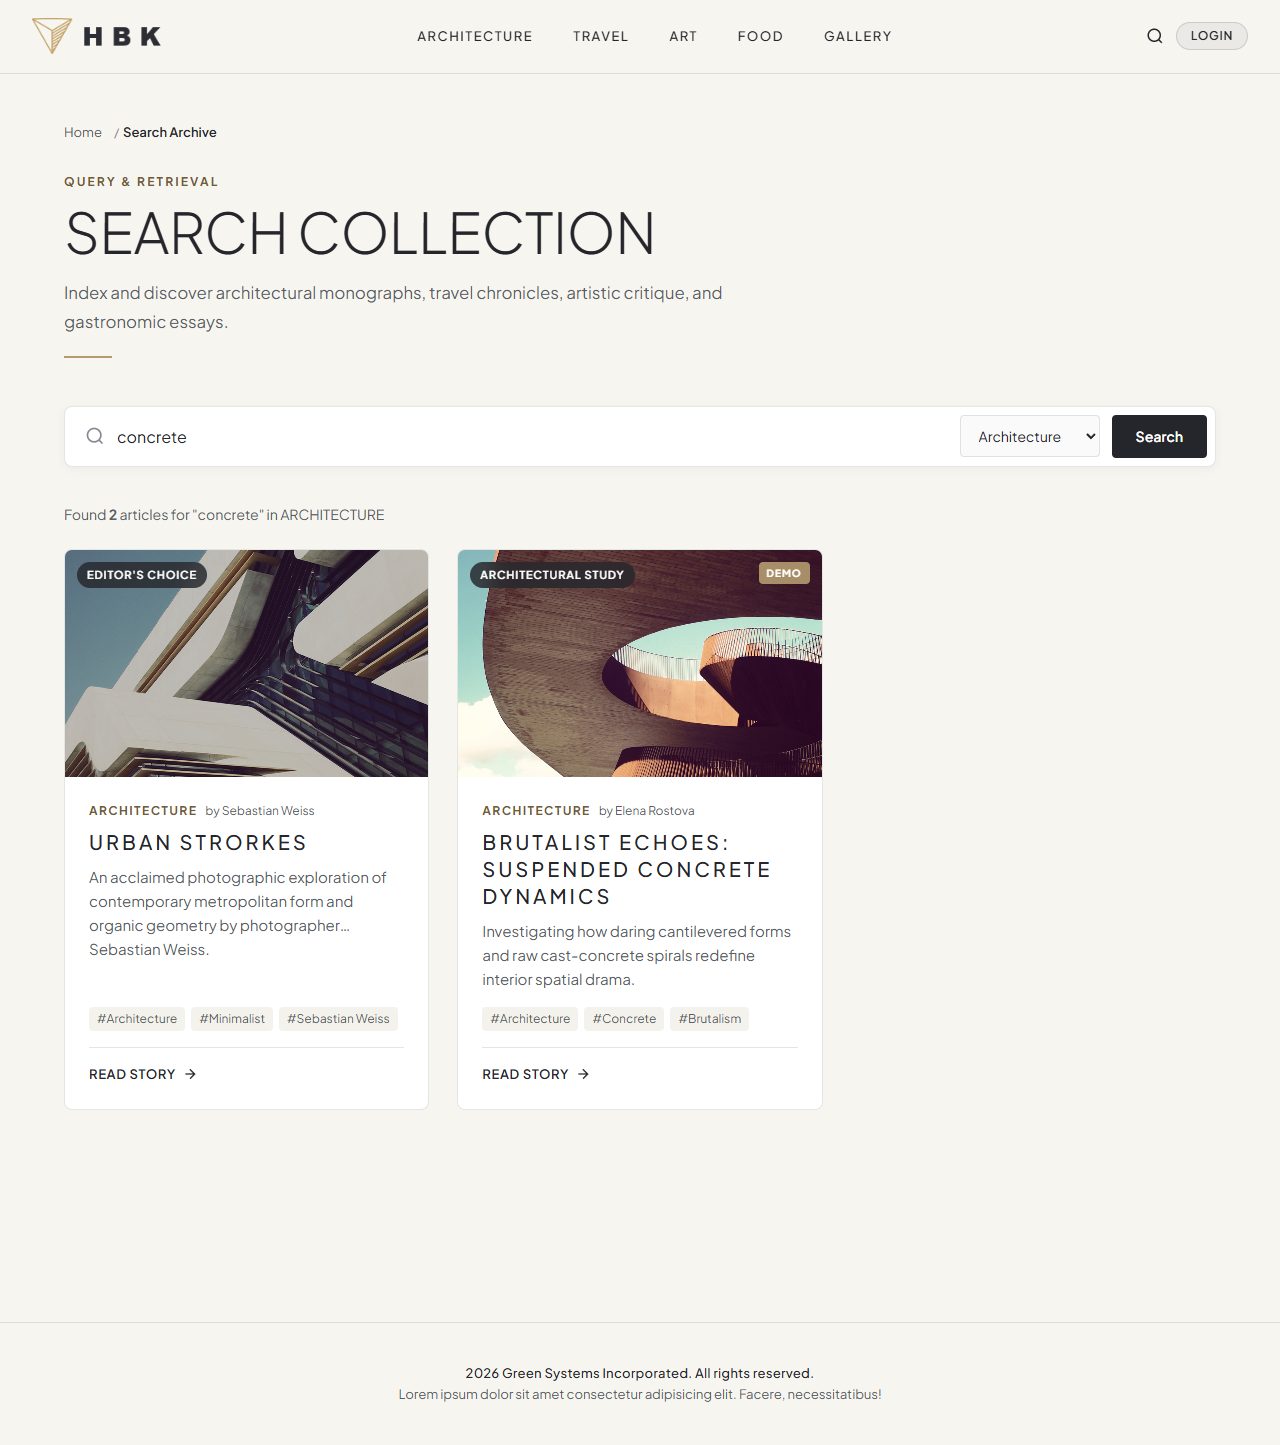 HBK
ARCHITECTURE TRAVEL ART FOOD GALLERY
LOGIN
Home / Search Archive
QUERY & RETRIEVAL
SEARCH COLLECTION
Index and discover architectural monographs, travel chronicles, artistic critique, and
gastronomic essays.
concrete
Architecture
Search
Found 2 articles for "concrete" in ARCHITECTURE
EDITOR'S CHOICE
ARCHITECTURE by Sebastian Weiss
URBAN STRORKES
An acclaimed photographic exploration of
contemporary metropolitan form and
organic geometry by photographer...
Sebastian Weiss.
#Architecture #Minimalist #Sebastian Weiss
READ STORY
ARCHITECTURAL STUDY
DEMO
ARCHITECTURE by Elena Rostova
BRUTALIST ECHOES:
SUSPENDED CONCRETE
DYNAMICS
Investigating how daring cantilevered forms
and raw cast-concrete spirals redefine
interior spatial drama.
#Architecture #Concrete #Brutalism
READ STORY
2026 Green Systems Incorporated. All rights reserved.
Lorem ipsum dolor sit amet consectetur adipisicing elit. Facere, necessitatibus!